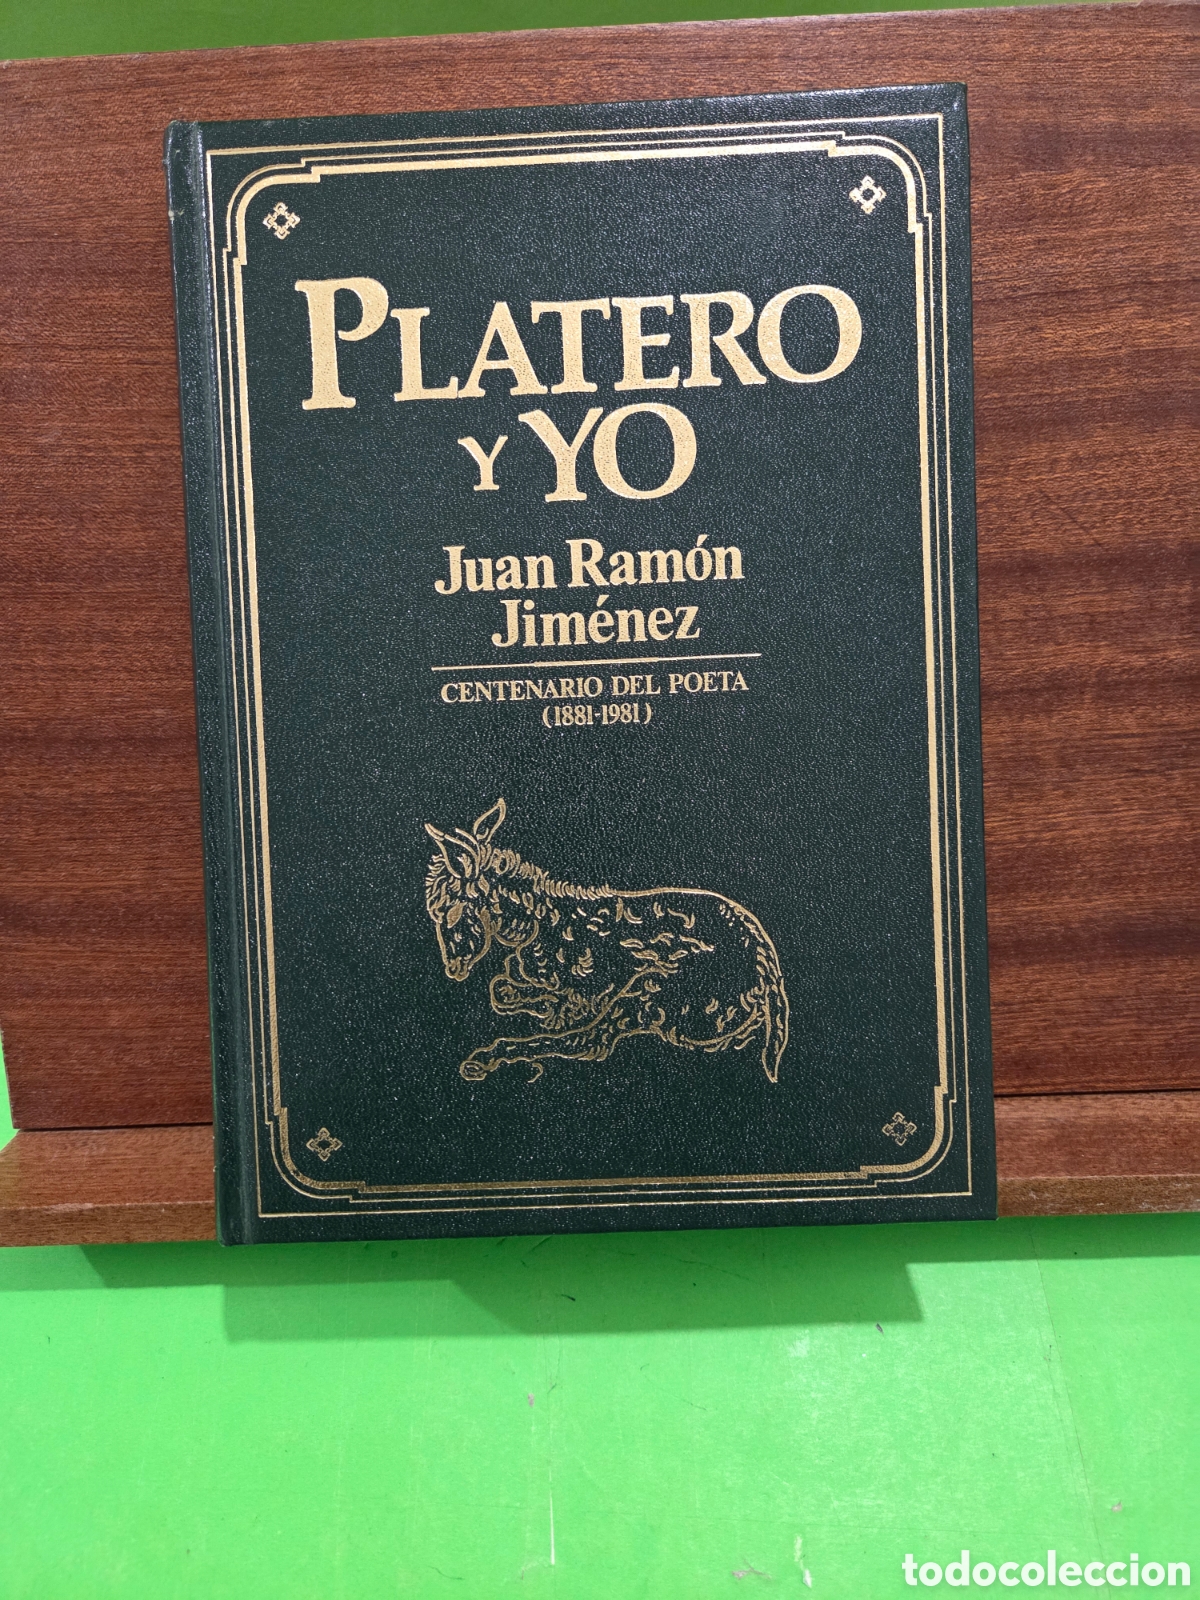 PLATERO
Y YO
Juan Ramón
Jiménez
CENTENARIO DEL POETA
(1881-1981)
todocoleccion